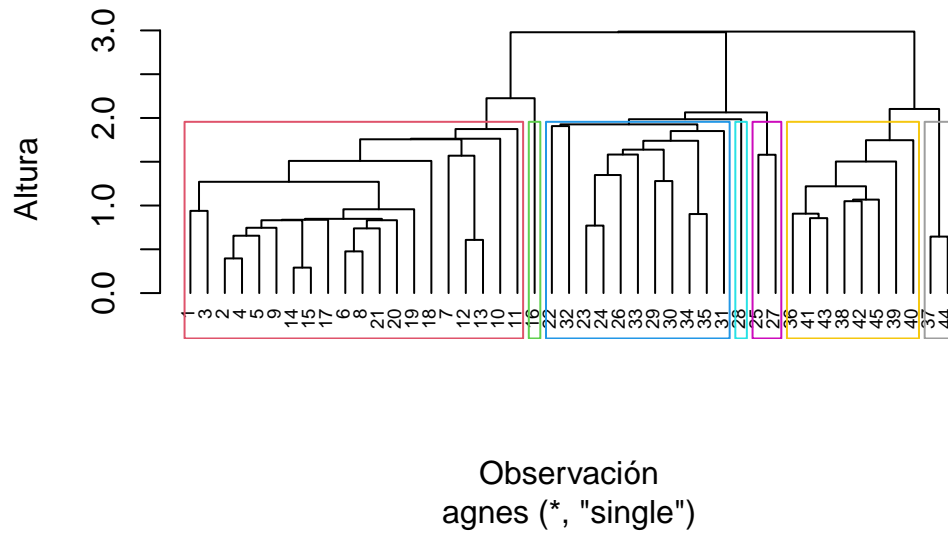 Altura
0.0 1.0 2.0 3.0
1 3 2 4 5 9 14 15 17 6 8 21 20 19 18 7 12 13 10 11 16 22 32 23 24 26 33 29 30 34 35 31 28 25 27 36 41 43 38 42 45 39 40 37 44
Observación
agnes (*, "single")